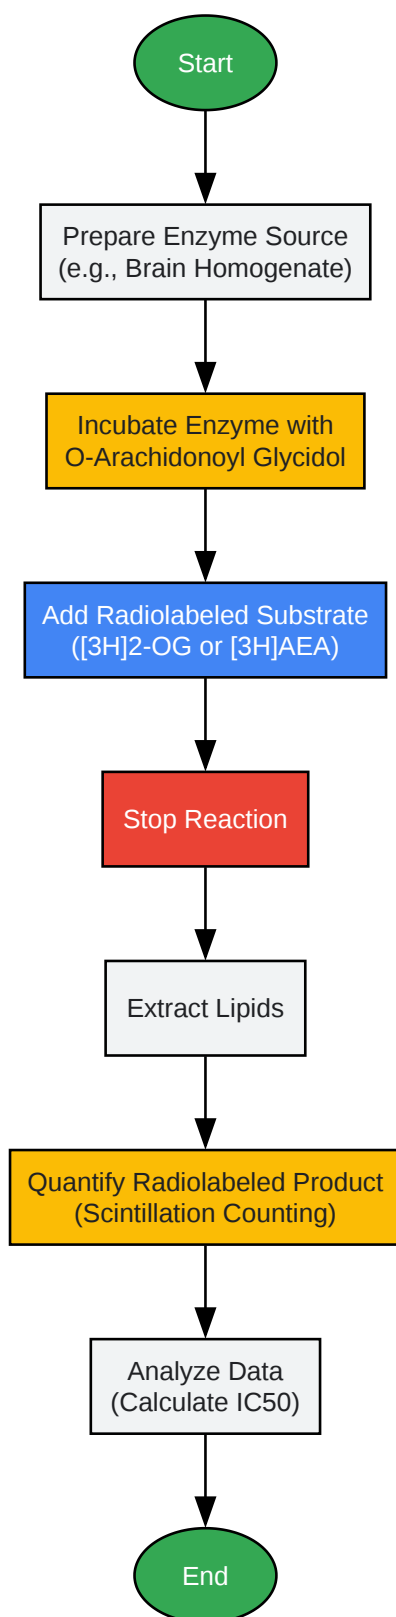 Start
Prepare Enzyme Source
(e.g., Brain Homogenate)
Incubate Enzyme with
O-Arachidonoyl Glycidol
Add Radiolabeled Substrate
([3H]2-OG or [3H]AEA)
Stop Reaction
Extract Lipids
Quantify Radiolabeled Product
(Scintillation Counting)
Analyze Data
(Calculate IC50)
End